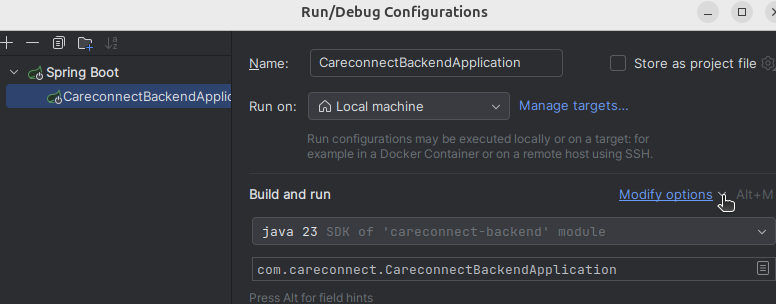 Run/Debug Configurations
Spring Boot
CareconnectBackendApplic
Name: CareconnectBackendApplication Store as project file
Run on: Local machine Manage targets...
Run configurations may be executed locally or on a target: for
example in a Docker Container or on a remote host using SSH.
Build and run Modify options Alt+M
java 23 SDK of 'careconnect-backend' module
com.careconnect.CareconnectBackendApplication
Press Alt for field hints